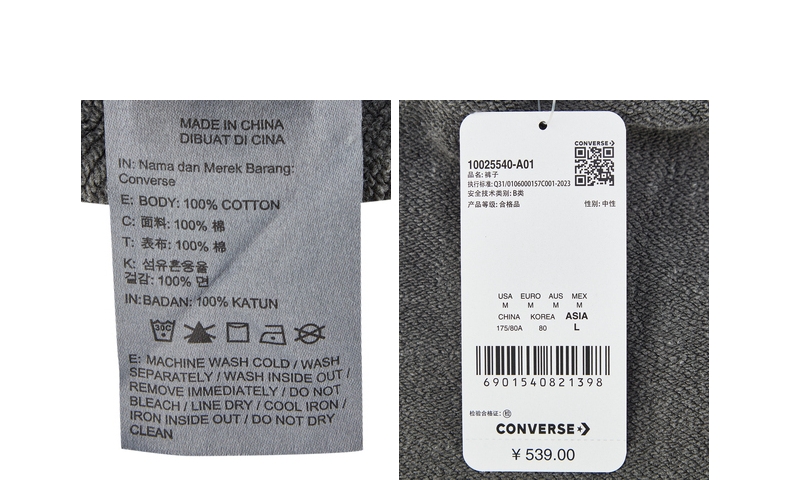 MADE IN CHINA
DIBUAT DI CINA
IN: Nama dan Merek Barang:
Converse
E: BODY: 100% COTTON
C: 面料: 100% 棉
T: 表布: 100% 棉
K: 섬유혼용율
겉감: 100% 면
IN:BADAN: 100% KATUN
30C
E: MACHINE WASH COLD / WASH
SEPARATELY / WASH INSIDE OUT /
REMOVE IMMEDIATELY / DO NOT
BLEACH / LINE DRY / COOL IRON /
IRON INSIDE OUT / DO NOT DRY
CLEAN
CONVERSE
10025540-A01
品名: 裤子
执行标准: Q31/0106000157C001-2023
安全技术类别: B类
产品等级: 合格品 性别: 中性
USA EURO AUS MEX
M M M M
CHINA KOREA ASIA
175/80A 80 L
6901540821398
检验合格证: 检
CONVERSE
¥ 539.00